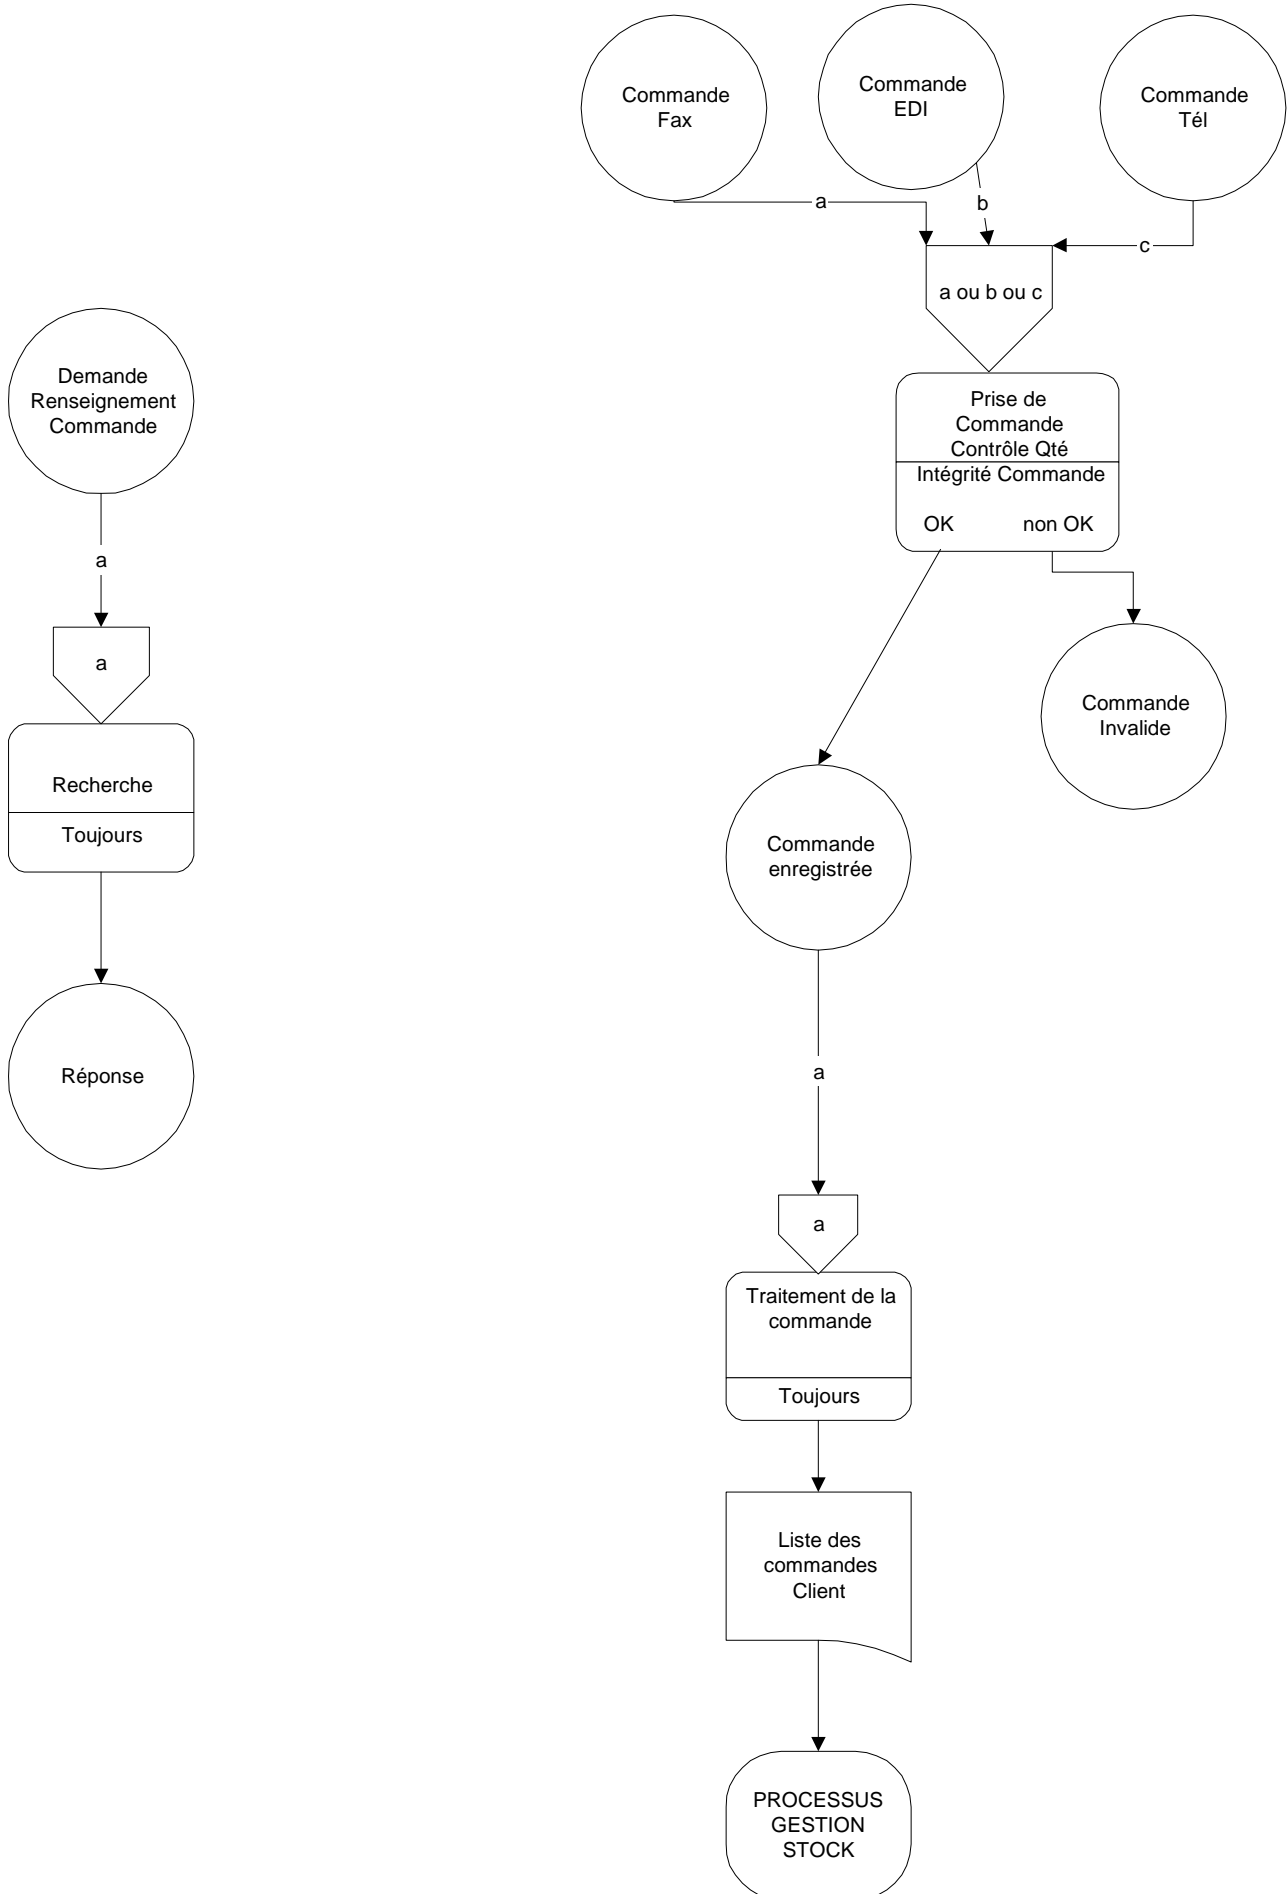 Commande
Fax
Commande
EDI
Commande
Tél
a
b
c
a ou b ou c
Prise de
Commande
Contrôle Qté
Intégrité Commande
OK non OK
Commande
Invalide
Commande
enregistrée
a
a
Traitement de la
commande
Toujours
Liste des
commandes
Client
PROCESSUS
GESTION
STOCK
Demande
Renseignement
Commande
a
a
Recherche
Toujours
Réponse